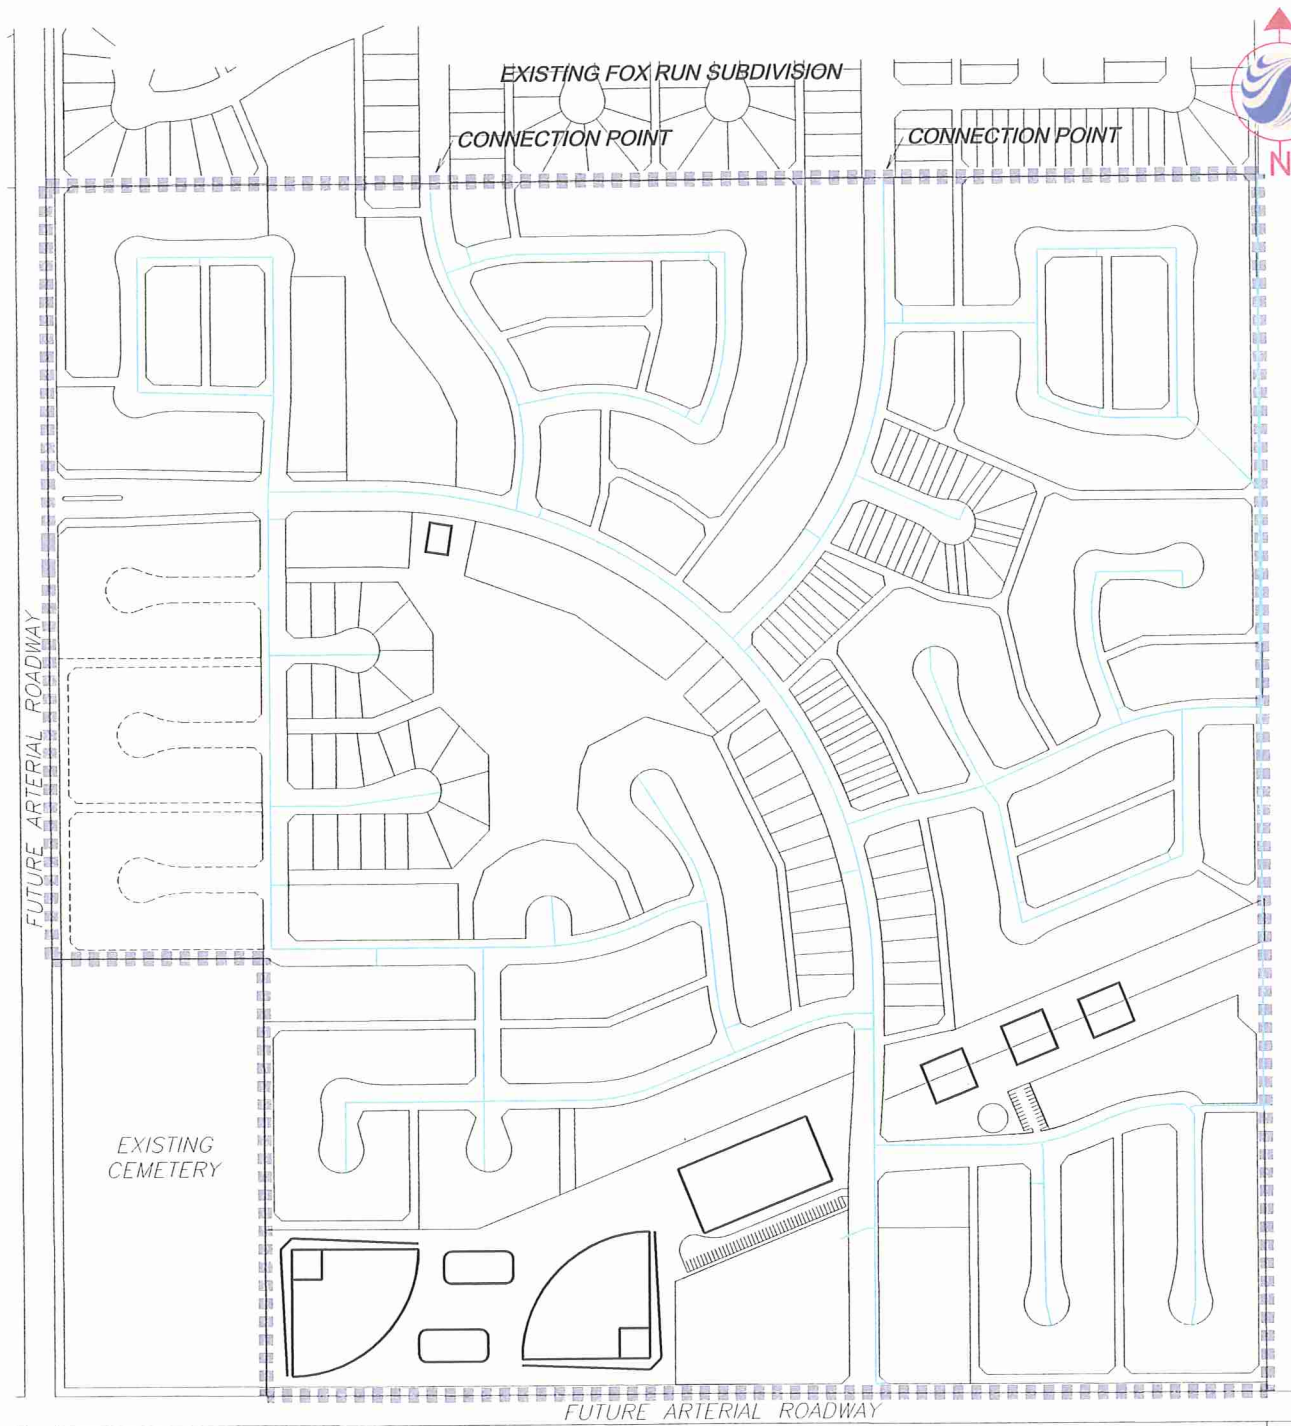 EXISTING FOX RUN SUBDIVISION
CONNECTION POINT
CONNECTION POINT
N
FUTURE ARTERIAL ROADWAY
EXISTING
CEMETERY
FUTURE ARTERIAL ROADWAY